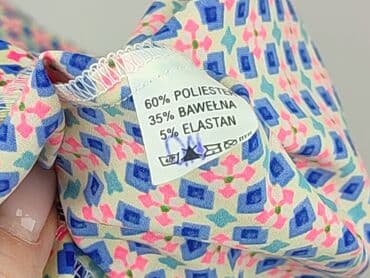 60% POLIESTER
35% BAWEŁNA
5% ELASTAN